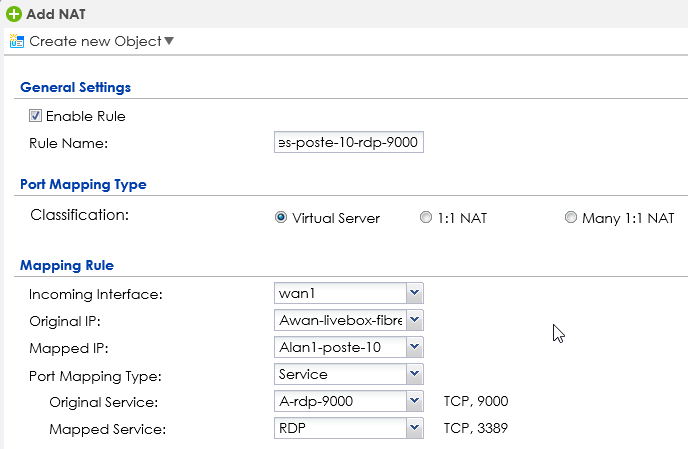 Add NAT
Create new Object
General Settings
Enable Rule
Rule Name: es-poste-10-rdp-9000
Port Mapping Type
Classification: Virtual Server 1:1 NAT Many 1:1 NAT
Mapping Rule
Incoming Interface: wan1
Original IP: Awan-livebox-fibre
Mapped IP: Alan1-poste-10
Port Mapping Type: Service
Original Service: A-rdp-9000 TCP, 9000
Mapped Service: RDP TCP, 3389